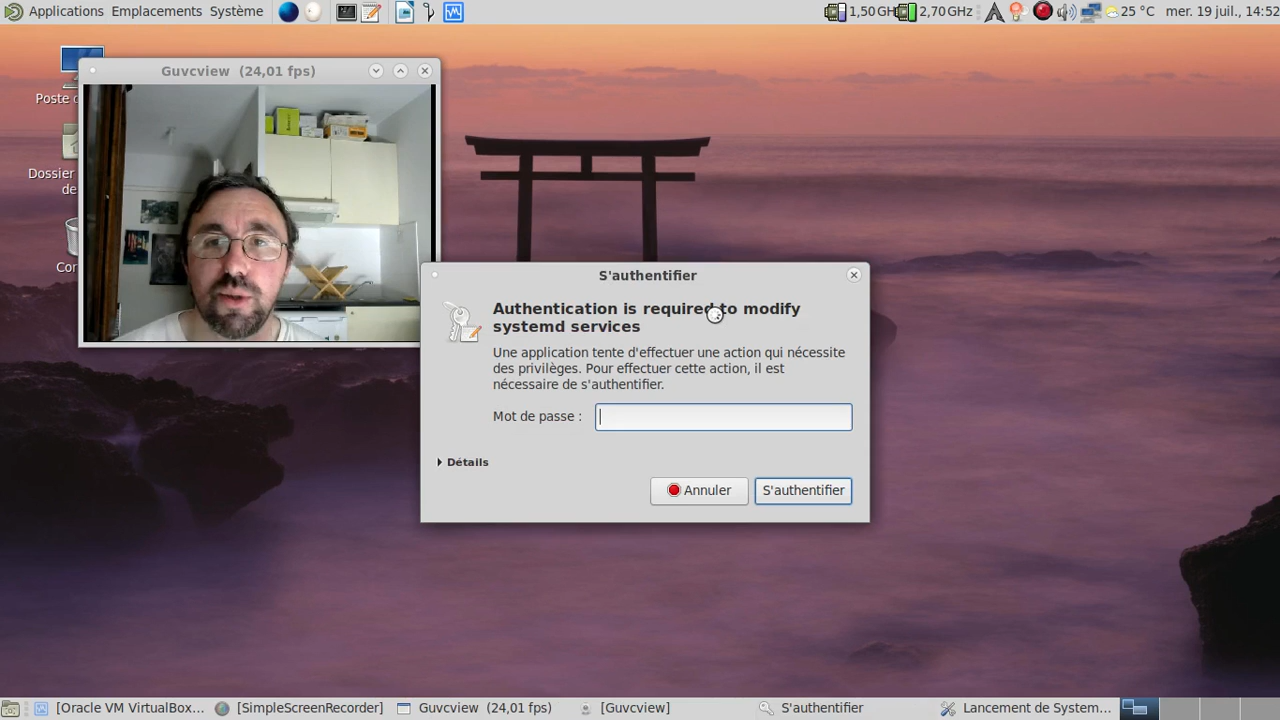 Applications Emplacements Système
1,50 GH 2,70 GHz 25 °C mer. 19 juil., 14:52
Guvcview (24,01 fps)
Poste
Dossier
de
S'authentifier
Authentication is required to modify
systemd services
Une application tente d'effectuer une action qui nécessite
des privilèges. Pour effectuer cette action, il est
nécessaire de s'authentifier.
Mot de passe :
Détails
Annuler S'authentifier
[Oracle VM VirtualBox... [SimpleScreenRecorder] Guvcview (24,01 fps) [Guvcview] S'authentifier Lancement de System...